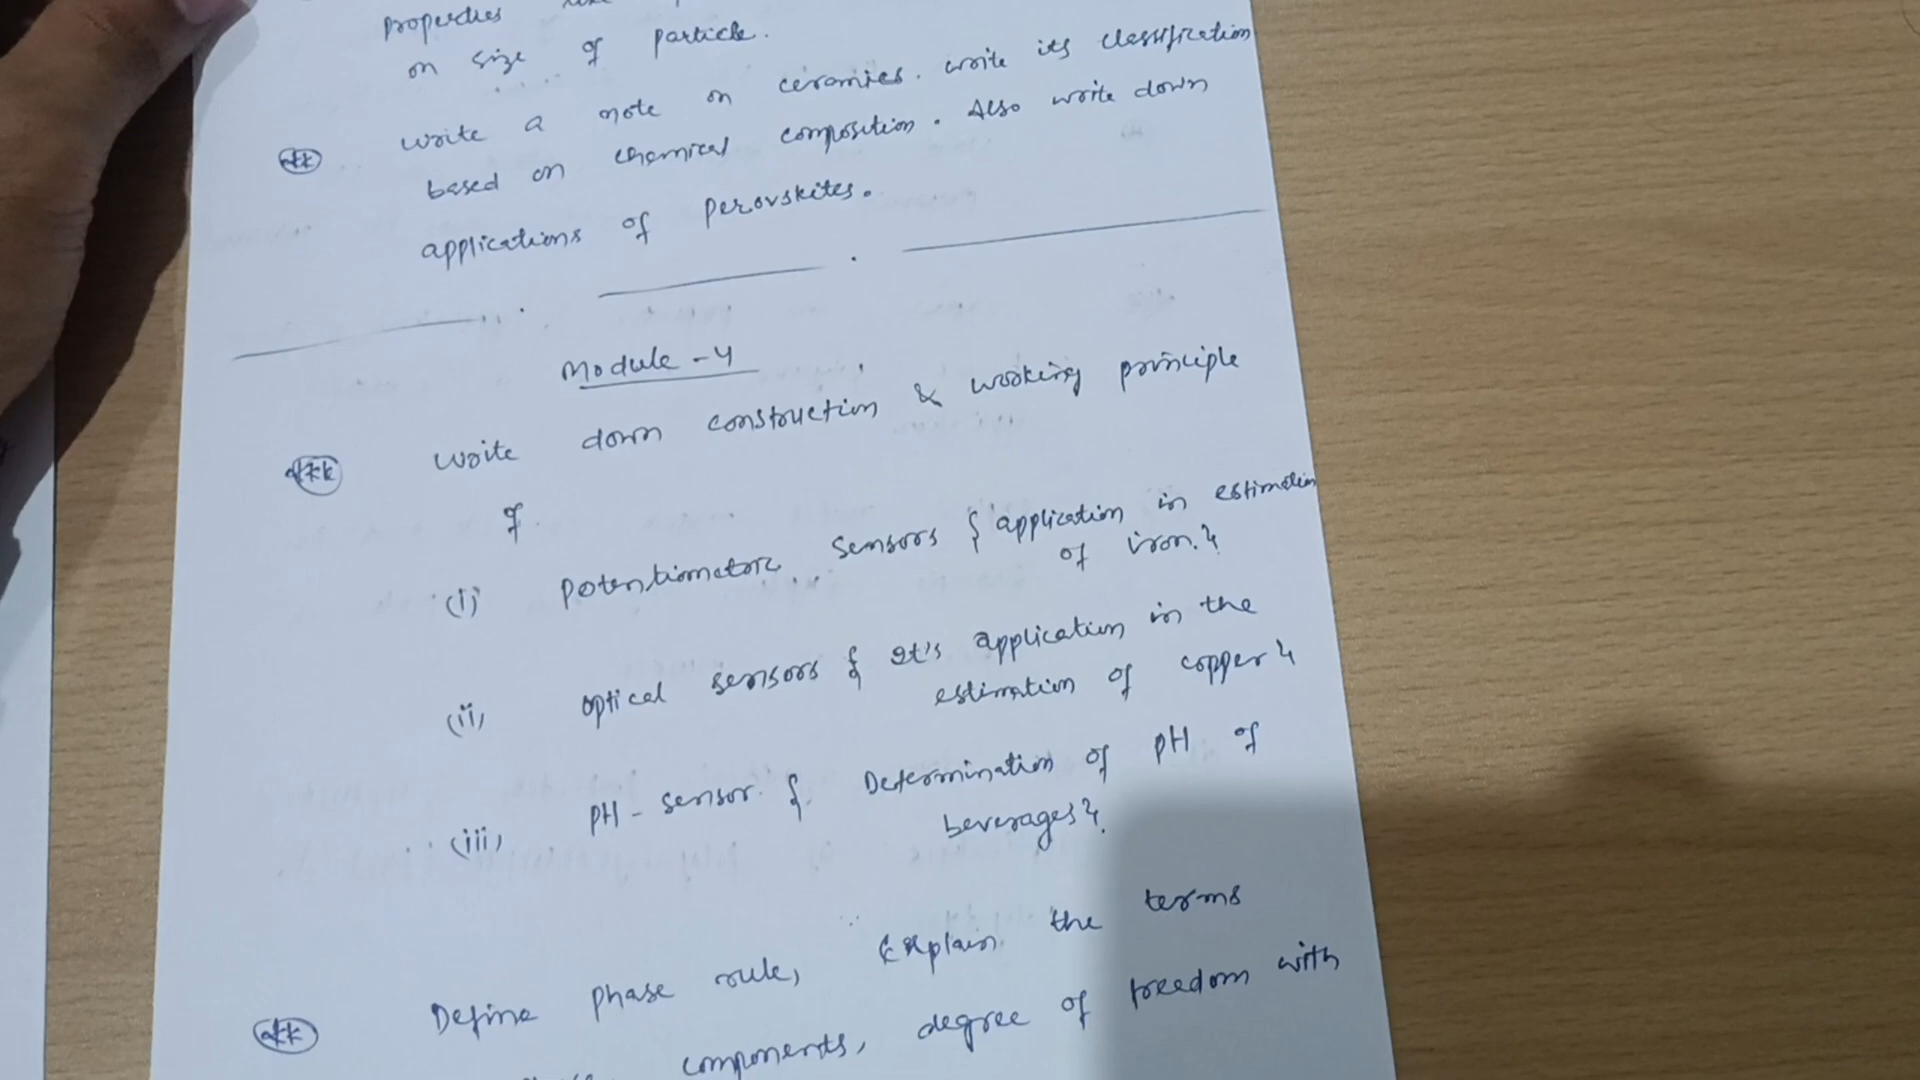 properties
on size of particle.
** write a note on ceramics. write its classification
based on chemical composition. Also write down
applications of perovskites.
Module-4
*** write down construction & working principle
of
(i) potentiometric sensors { application in estimation
of iron. }
(ii) optical sensors { It's application in the
estimation of copper }
(iii) pH-sensor. { Determination of pH of
beverages }.
** Define phase rule, Explain the terms
components, degree of freedom with